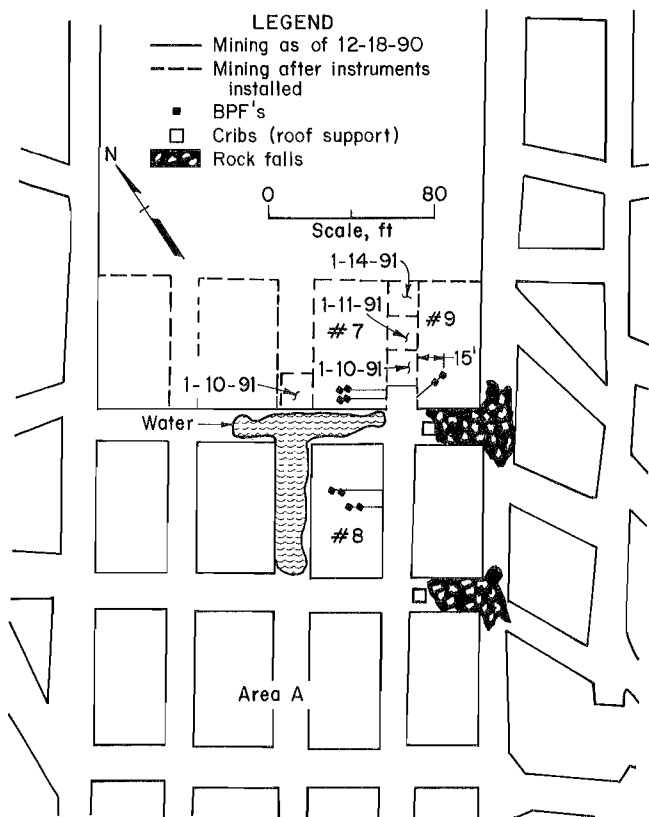 LEGEND
Mining as of 12-18-90
Mining after instruments
installed
BPF's
Cribs (roof support)
Rock falls
N
0 80
Scale, ft
1-14-91
1-11-91
#7
#9
1-10-91
15'
1-10-91
Water
#8
Area A